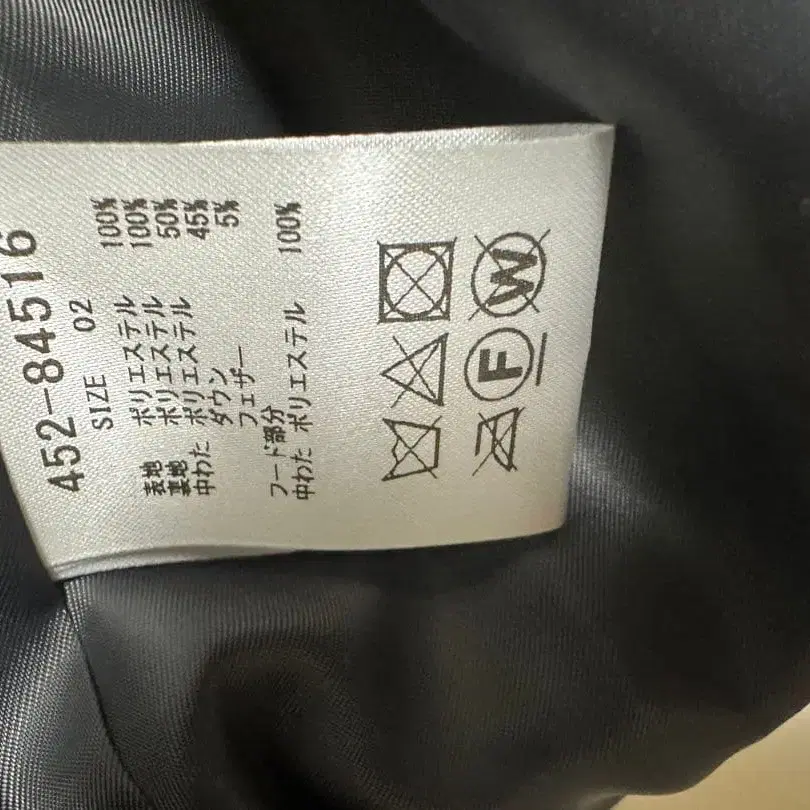 452-84516
SIZE 02
表地 ポリエステル 100%
裏地 ポリエステル 100%
中わた ポリエステル 50%
ダウン 45%
フェザー 5%
フード部分
中わた ポリエステル 100%
F W